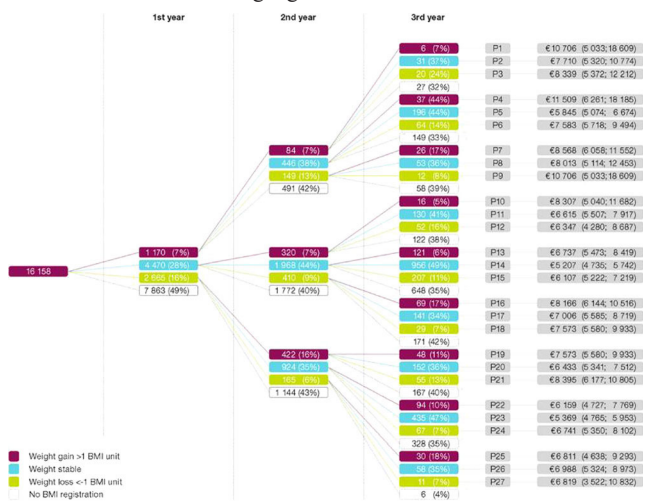 1st year 2nd year 3rd year
6 (7%) P1 €10 706 (5 033; 18 609)
31 (37%) P2 €7 710 (5 320; 10 774)
20 (24%) P3 €8 339 (5 372; 12 212)
27 (32%)
37 (44%) P4 €11 509 (6 261; 18 185)
196 (44%) P5 €5 845 (5 074; 6 674)
64 (14%) P6 €7 583 (5 718; 9 494)
149 (33%)
84 (7%) 26 (17%) P7 €8 568 (6 058; 11 552)
446 (38%) 53 (36%) P8 €8 013 (5 114; 12 453)
149 (13%) 12 (8%) P9 €10 706 (5 033; 18 609)
491 (42%) 58 (39%)
16 (5%) P10 €8 307 (5 040; 11 682)
130 (41%) P11 €6 615 (5 507; 7 917)
52 (16%) P12 €6 347 (4 280; 8 687)
122 (38%)
1 170 (7%) 320 (7%) 121 (6%) P13 €6 737 (5 473; 8 419)
16 158 4 470 (28%) 1 968 (44%) 956 (49%) P14 €5 207 (4 735; 5 742)
(16%) 410 (9%) 207 (11%) P15 €6 107 (5 222; 7 219)
7 863 (49%) 1 772 (40%) 648 (35%)
69 (17%) P16 €8 166 (6 144; 10 516)
141 (34%) P17 €7 006 (5 585; 8 719)
29 (7%) P18 €7 573 (5 580; 9 933)
171 (42%)
422 (16%) 48 (11%) P19 €7 573 (5 580; 9 933)
924 (35%) 152 (36%) P20 €6 433 (5 341; 7 512)
165 (6%) 55 (13%) P21 €8 395 (6 177; 10 805)
1 144 (43%) 167 (40%)
94 (10%) P22 €6 159 (4 727; 7 769)
435 (47%) P23 €5 369 (4 765; 5 953)
67 (7%) P24 €6 741 (5 350; 8 102)
328 (35%)
Weight gain >1 BMI unit 30 (18%) P25 €6 811 (4 638; 9 293)
Weight stable 58 (35%) P26 €6 988 (5 324; 8 973)
Weight loss <-1 BMI unit 11 (7%) P27 €6 819 (3 522; 10 832)
No BMI registration 6 (4%)